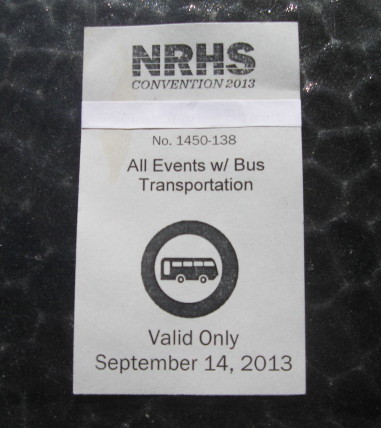 NRHS
CONVENTION 2013
No. 1450-138
All Events w/ Bus
Transportation
Valid Only
September 14, 2013